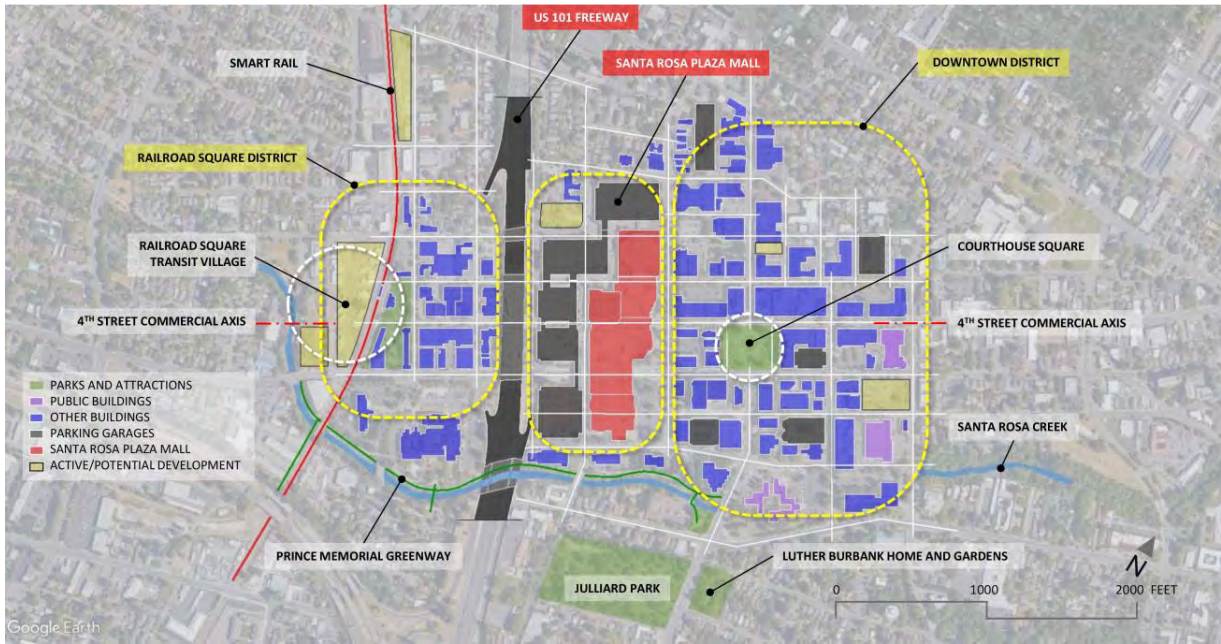 US 101 FREEWAY
SMART RAIL
SANTA ROSA PLAZA MALL
DOWNTOWN DISTRICT
RAILROAD SQUARE DISTRICT
RAILROAD SQUARE
TRANSIT VILLAGE
COURTHOUSE SQUARE
4TH STREET COMMERCIAL AXIS
4TH STREET COMMERCIAL AXIS
PARKS AND ATTRACTIONS
PUBLIC BUILDINGS
OTHER BUILDINGS
PARKING GARAGES
SANTA ROSA PLAZA MALL
ACTIVE/POTENTIAL DEVELOPMENT
SANTA ROSA CREEK
PRINCE MEMORIAL GREENWAY
LUTHER BURBANK HOME AND GARDENS
JULLIARD PARK
N
0 1000 2000 FEET
Google Earth